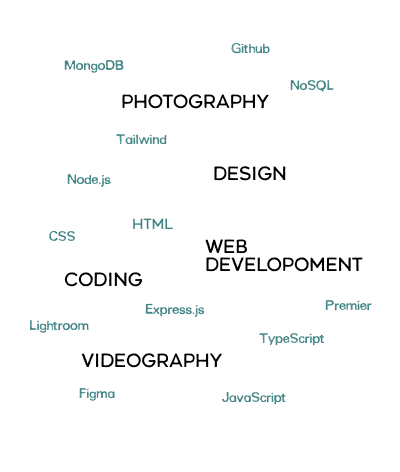 Github
MongoDB
NoSQL
PHOTOGRAPHY
Tailwind
DESIGN
Node.js
HTML
CSS
WEB
DEVELOPOMENT
CODING
Premier
Express.js
Lightroom
TypeScript
VIDEOGRAPHY
Figma
JavaScript